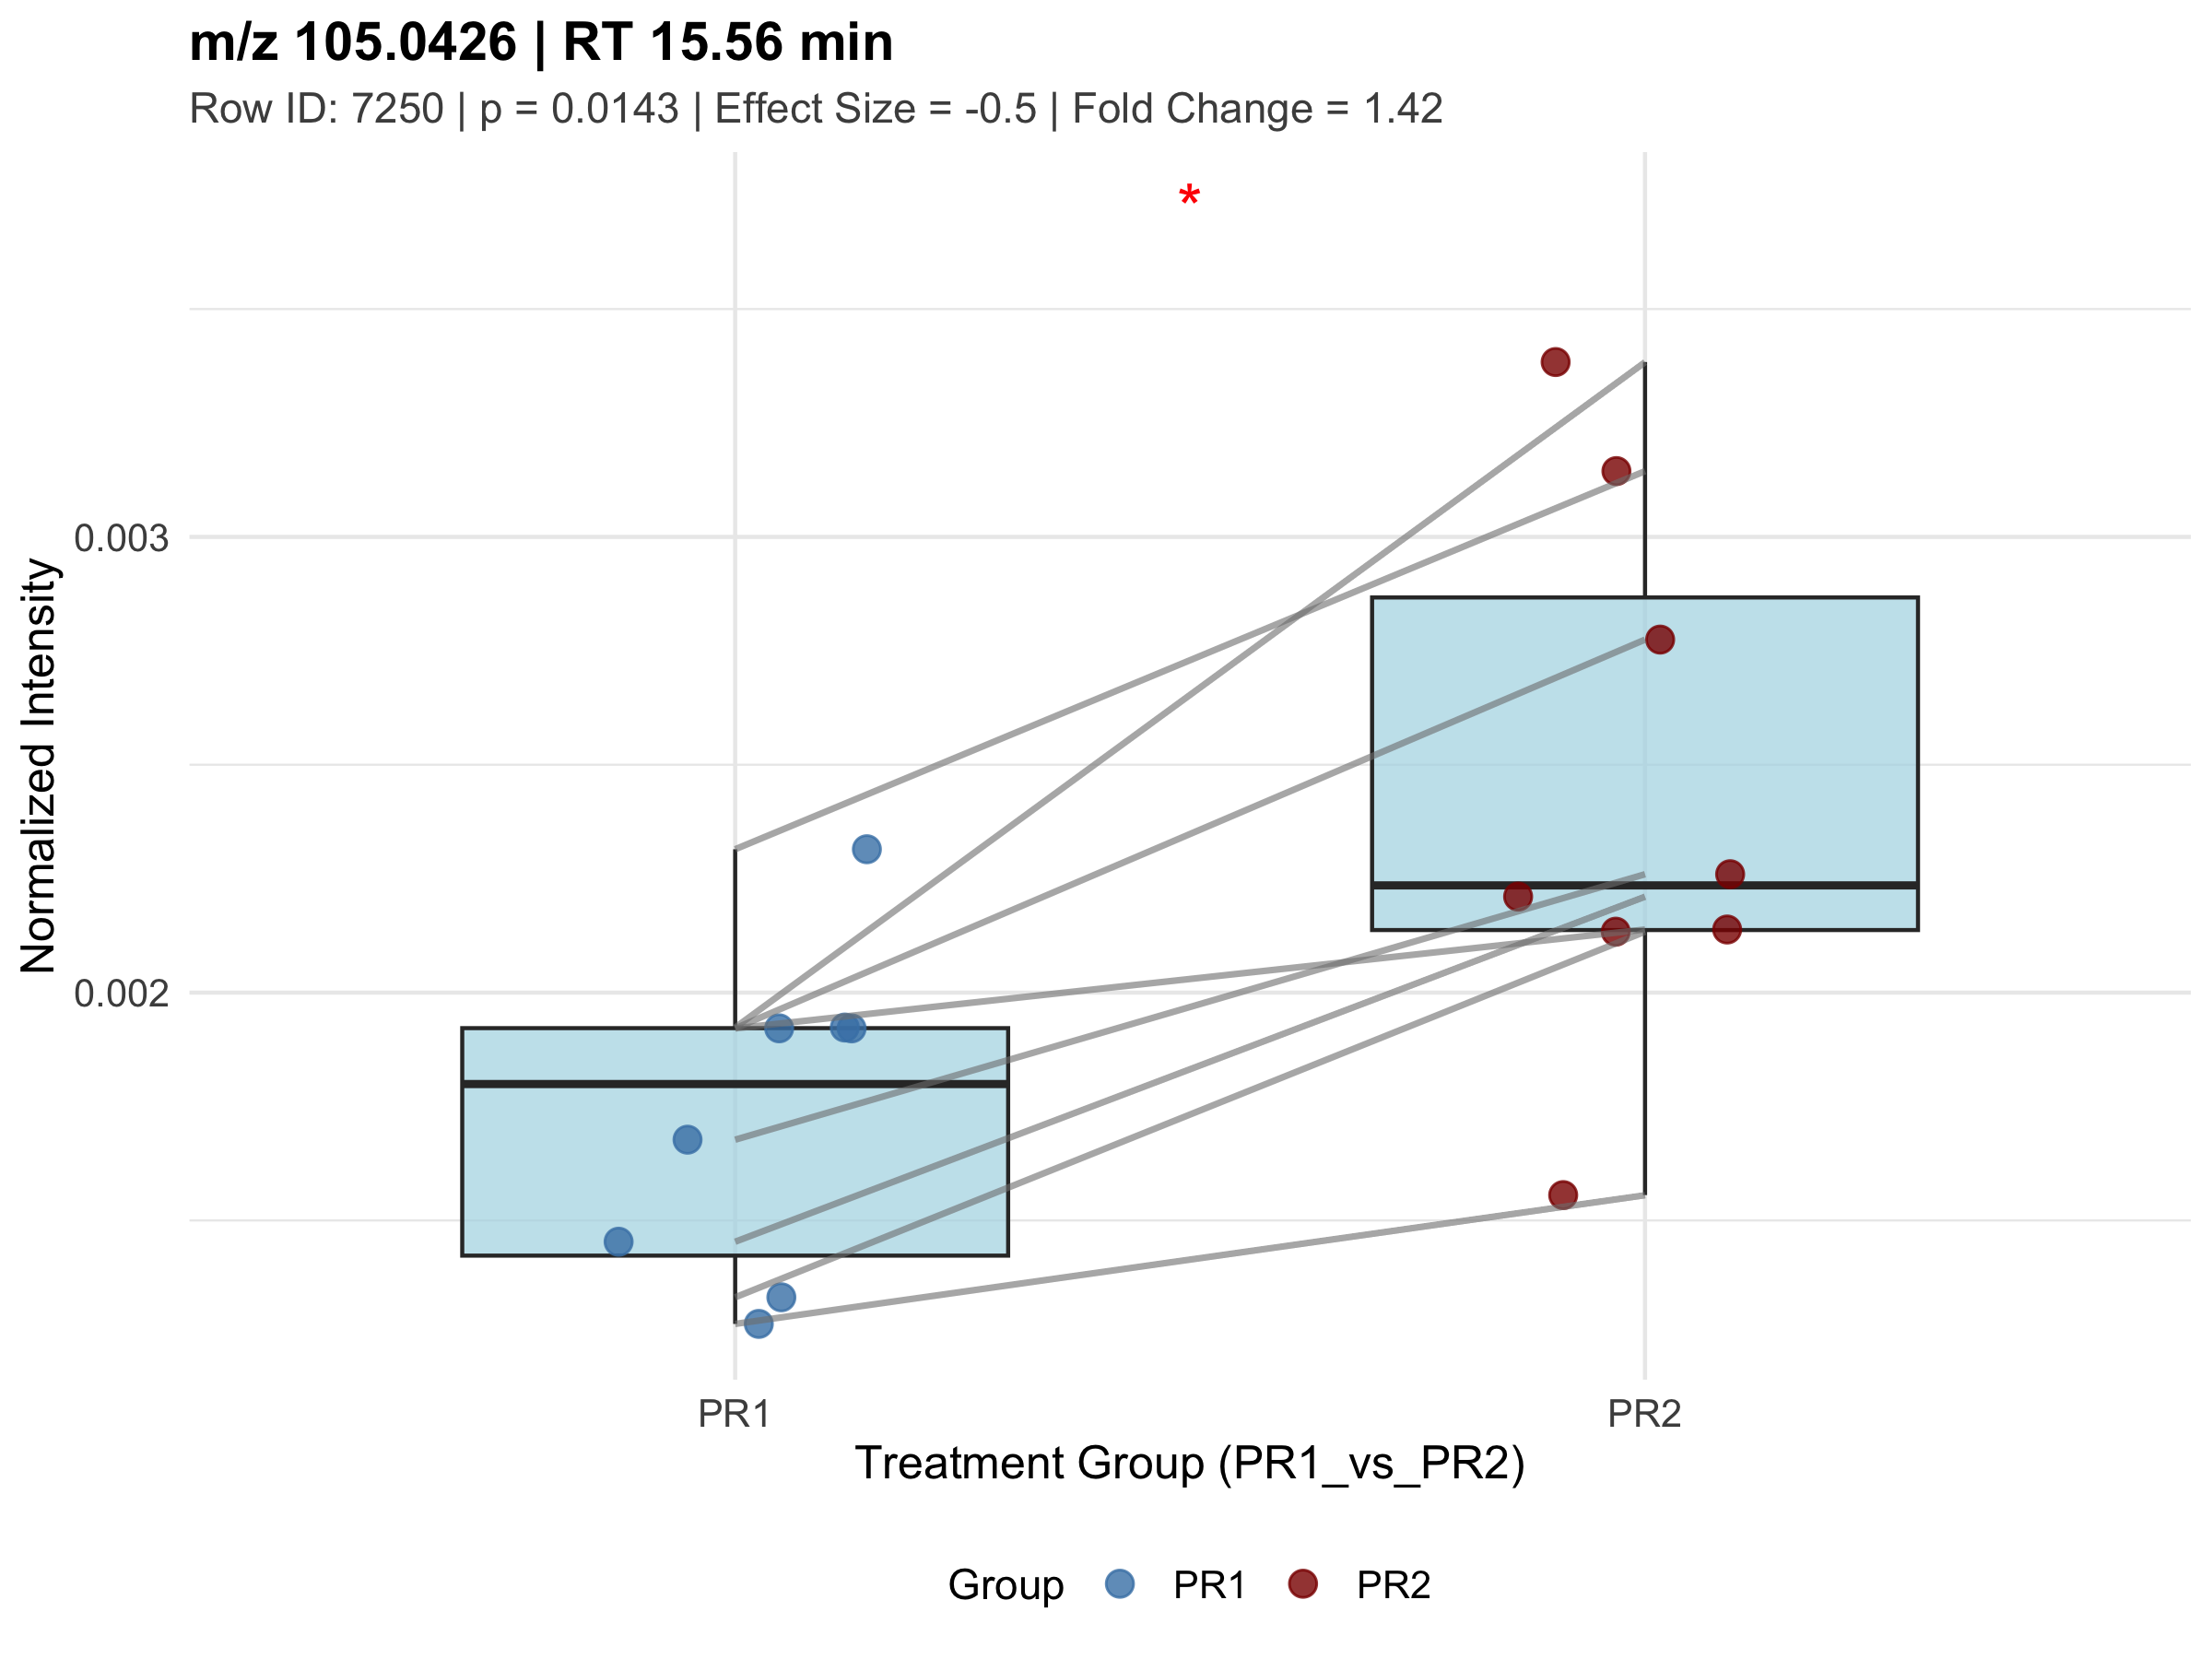 m/z 105.0426 | RT 15.56 min
Row ID: 7250 | p = 0.0143 | Effect Size = -0.5 | Fold Change = 1.42
*
0.003
0.002
Normalized Intensity
PR1
PR2
Treatment Group (PR1_vs_PR2)
Group PR1 PR2